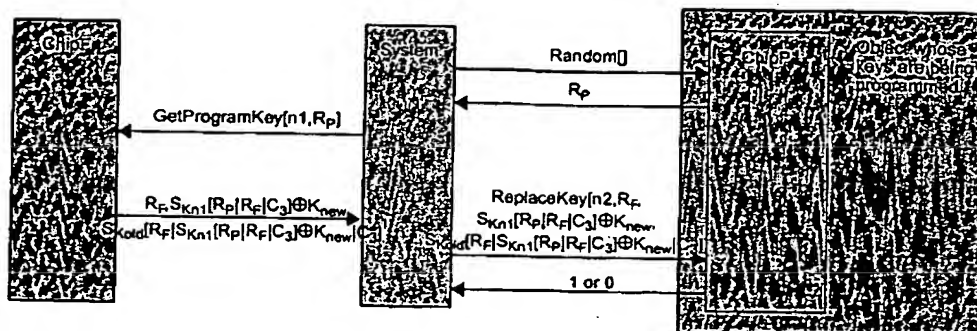 ChipF
System
ChipP
Object whose
keys are being
programmed
Random[]
RP
GetProgramKey[n1,RP]
RF,SKn1[RP|RF|C3]⊕Knew,
SKold[RF|SKn1[RP|RF|C3]⊕Knew|C
ReplaceKey[n2,RF,
SKn1[RP|RF|C3]⊕Knew,
SKold[RF|SKn1[RP|RF|C3]⊕Knew|
1 or 0